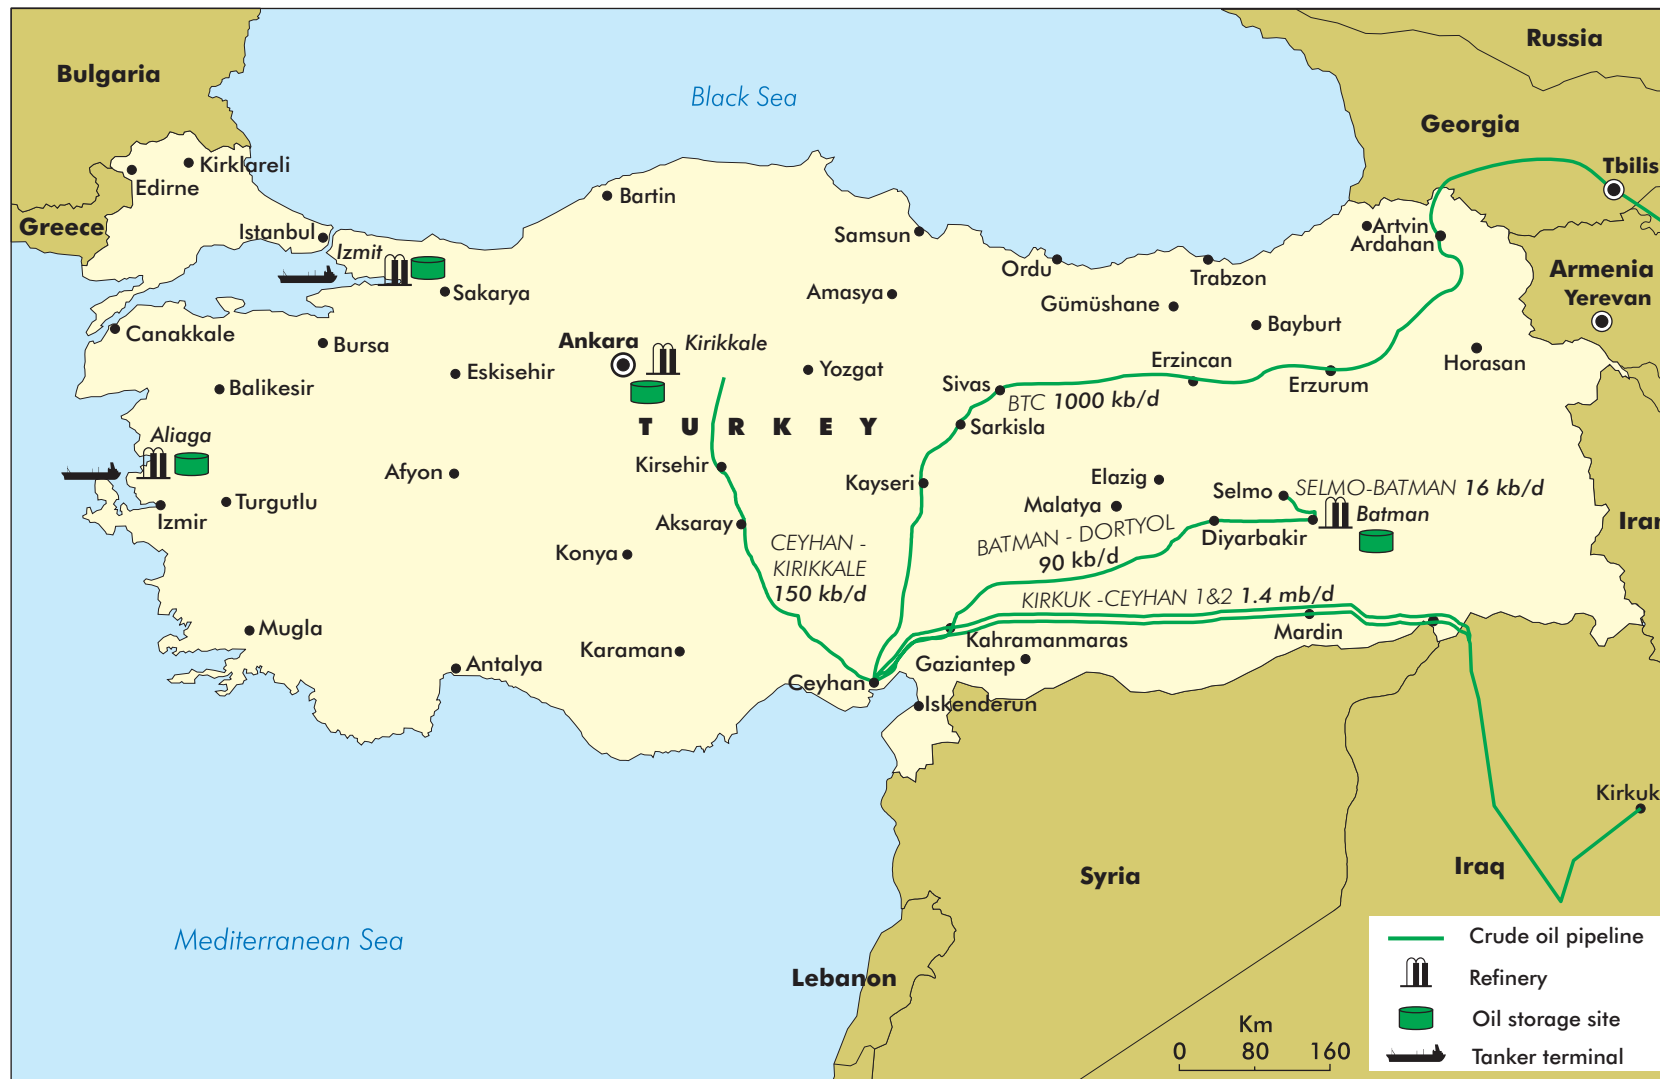 Russia
Bulgaria
Black Sea
Georgia
Kirklareli
Tbilis
Edirne
Bartin
Greece
Istanbul
Artvin
Samsun
Ardahan
Izmit
Ordu
Trabzon
Armenia
Sakarya
Amasya
Gümüshane
Yerevan
Canakkale
Bayburt
Bursa
Ankara
Kirikkale
Erzincan
Horasan
Eskisehir
Yozgat
Sivas
Erzurum
Balikesir
BTC 1000 kb/d
TURKEY
Sarkisla
Aliaga
Kirsehir
Afyon
Kayseri
Elazig
Selmo
SELMO-BATMAN 16 kb/d
Turgutlu
Malatya
Batman
Izmir
Aksaray
Iran
BATMAN - DORTYOL
90 kb/d
Diyarbakir
CEYHAN -
KIRIKKALE
150 kb/d
Konya
KIRKUK -CEYHAN 1&2 1.4 mb/d
Mugla
Mardin
Kahramanmaras
Karaman
Gaziantep
Antalya
Ceyhan
Iskenderun
Kirkuk
Iraq
Syria
Mediterranean Sea
Lebanon
Crude oil pipeline
Refinery
Oil storage site
Tanker terminal
Km
0 80 160